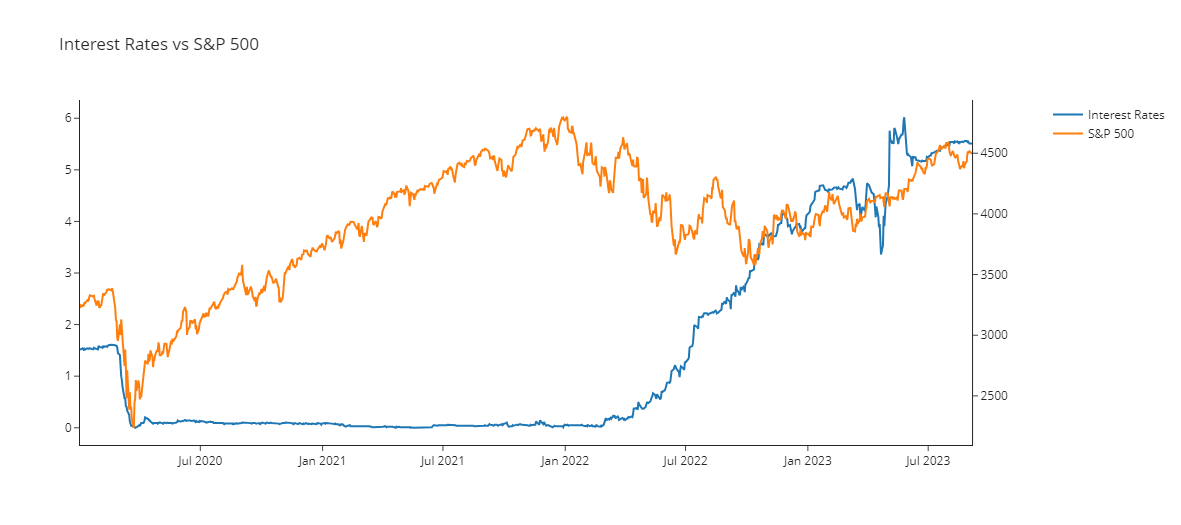 Interest Rates vs S&P 500
Interest Rates
S&P 500
6
5
4
3
2
1
0
4500
4000
3500
3000
2500
Jul 2020
Jan 2021
Jul 2021
Jan 2022
Jul 2022
Jan 2023
Jul 2023